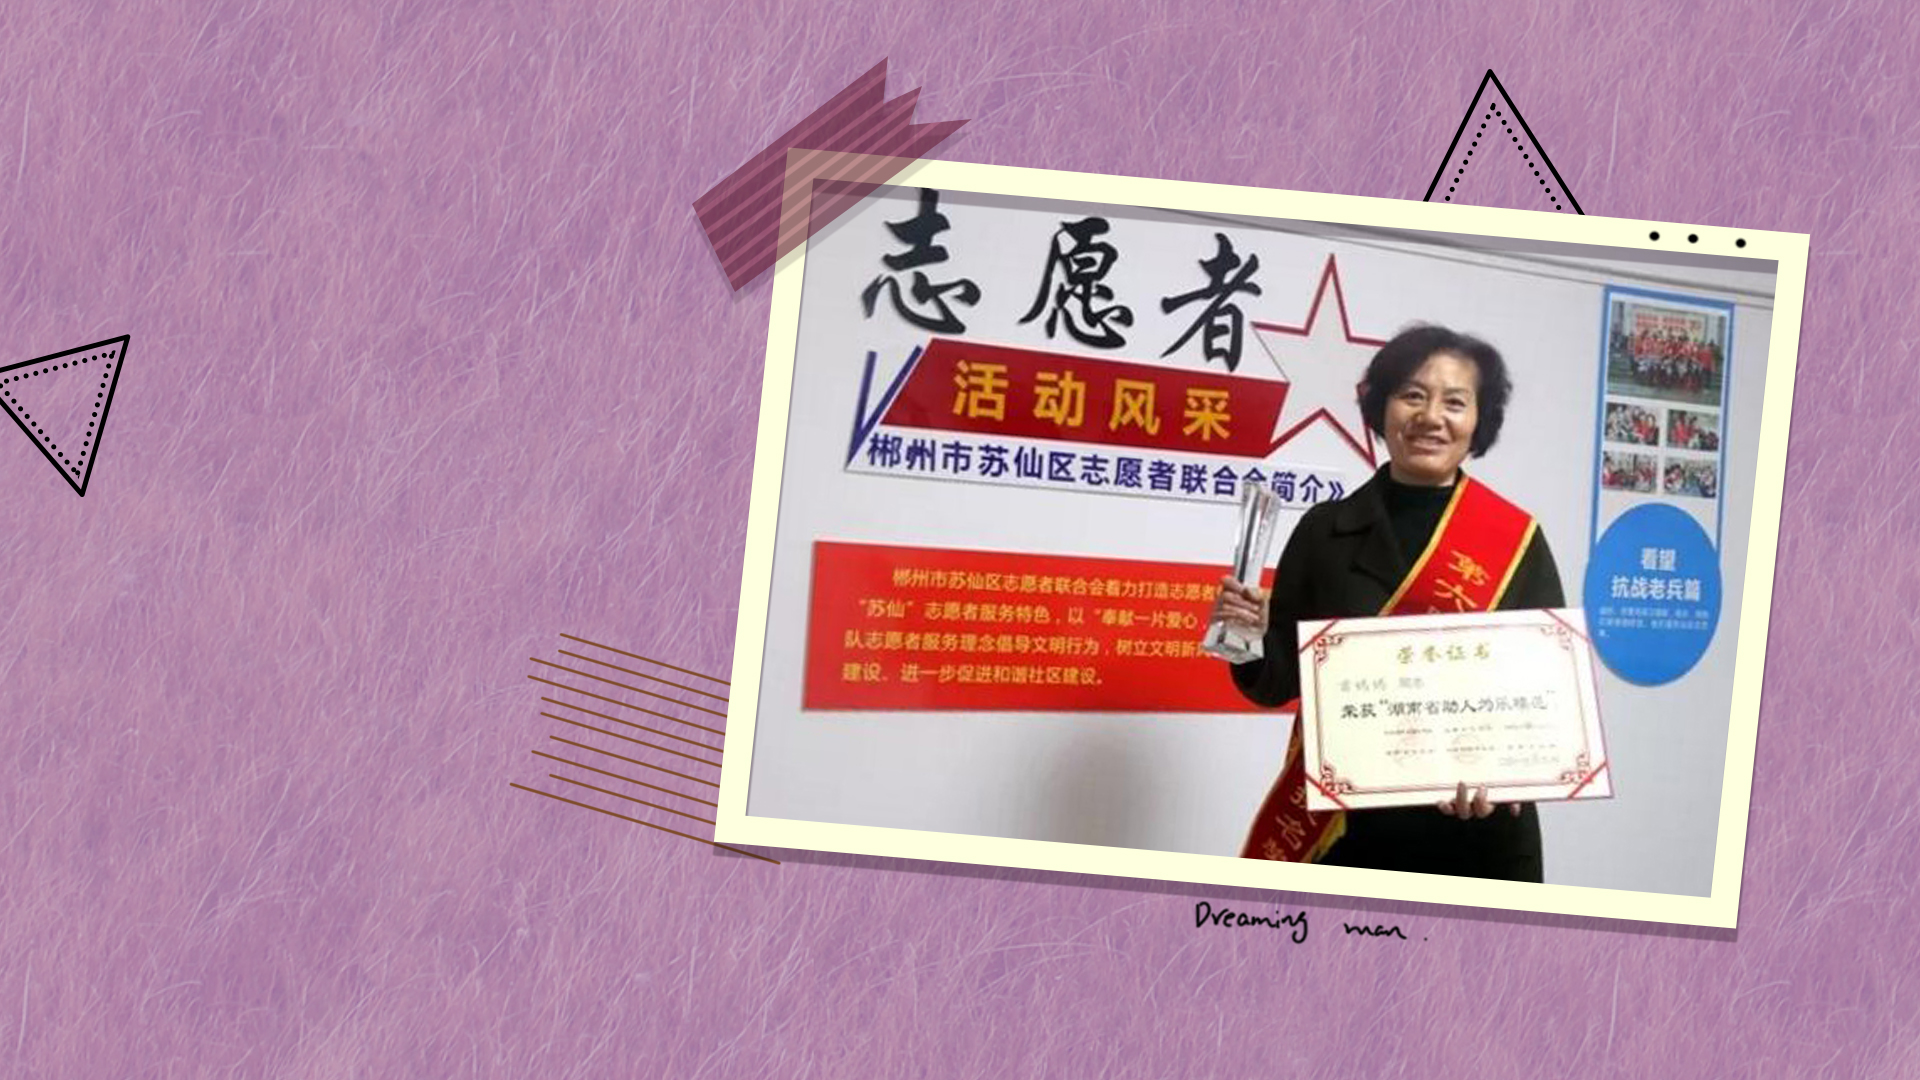 志愿者
活动风采
郴州市苏仙区志愿者联合会简介》
郴州市苏仙区志愿者联合会着力打造志愿者
“苏仙”志愿者服务特色,以“奉献一片爱心,
队志愿者服务理念倡导文明行为,树立文明新
建设、进一步促进和谐社区建设。
看望
抗战老兵篇
第六
荣誉证书
荣获“湖南省助人为乐模范”
Dreaming man.